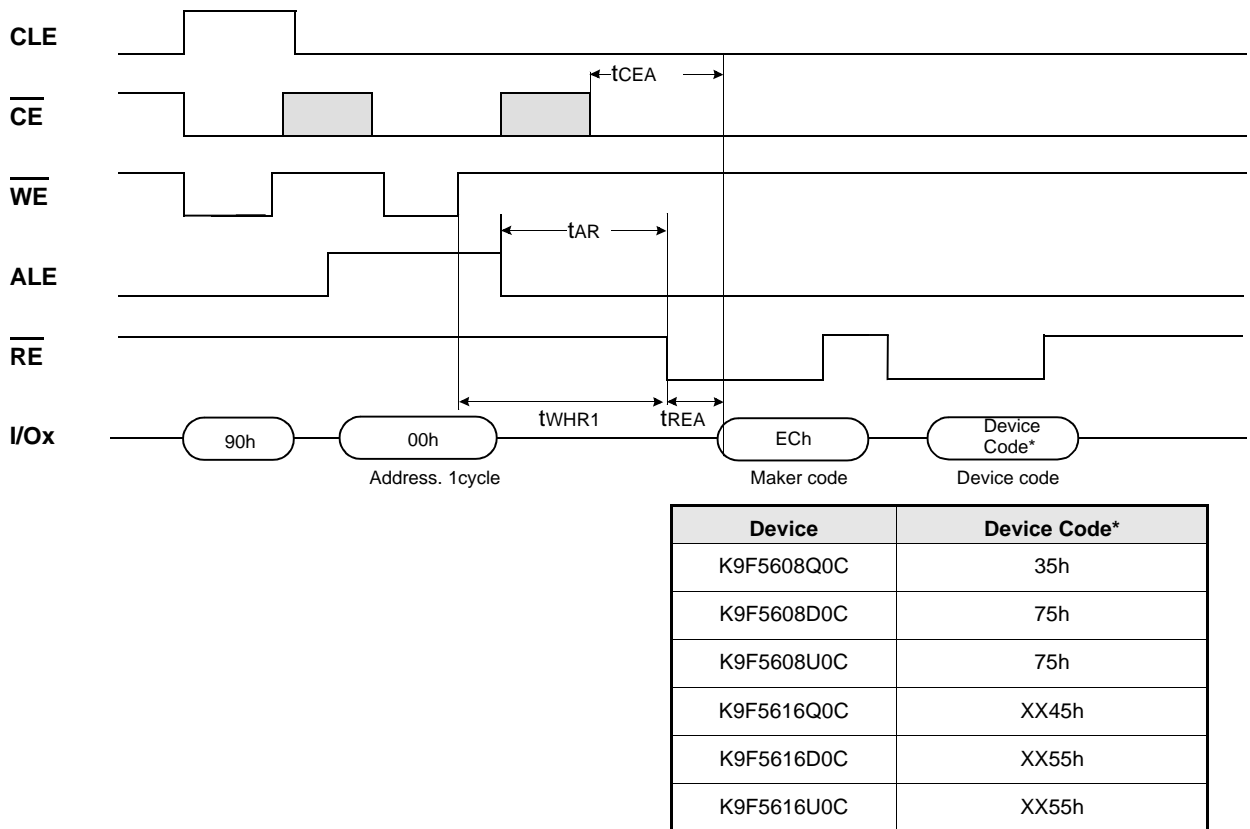 CLE
tCEA
CE
WE
tAR
ALE
RE
tWHR1
tREA
I/Ox
90h
00h
ECh
Device
Code*
Address. 1cycle
Maker code
Device code
Device
Device Code*
K9F5608Q0C
35h
K9F5608D0C
75h
K9F5608U0C
75h
K9F5616Q0C
XX45h
K9F5616D0C
XX55h
K9F5616U0C
XX55h